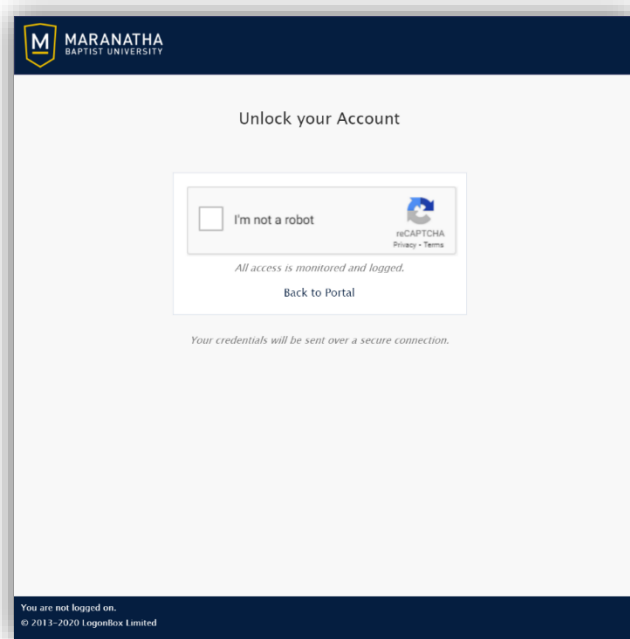 M MARANATHA
BAPTIST UNIVERSITY
Unlock your Account
I'm not a robot
reCAPTCHA
Privacy - Terms
All access is monitored and logged.
Back to Portal
Your credentials will be sent over a secure connection.
You are not logged on.
© 2013-2020 LogonBox Limited